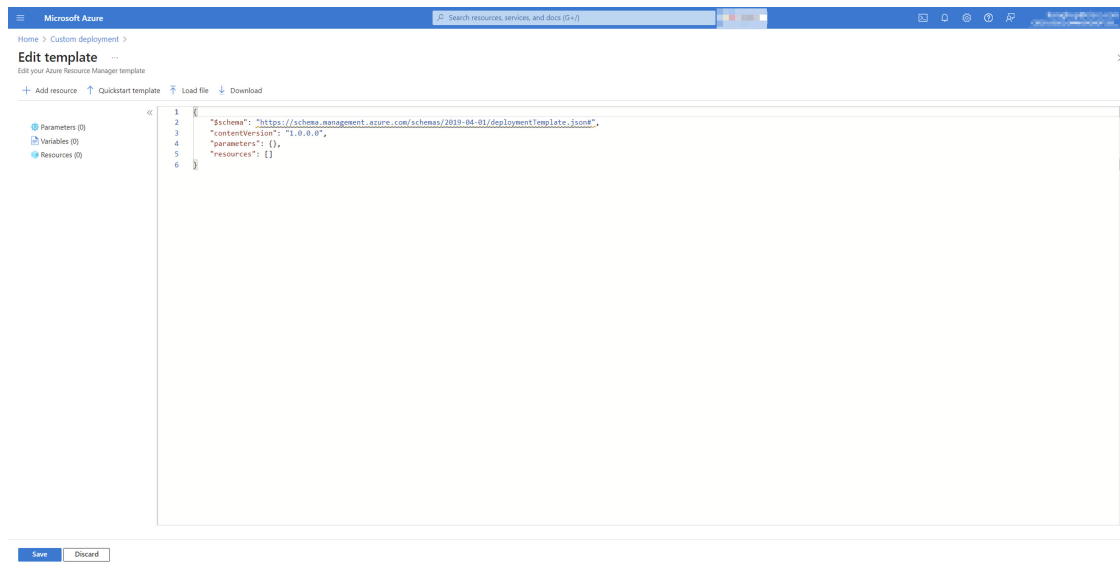 Microsoft Azure
Search resources, services, and docs (G+/)
Home > Custom deployment >
Edit template ...
Edit your Azure Resource Manager template
Add resource Quickstart template Load file Download
Parameters (0)
Variables (0)
Resources (0)
1 {
2 "$schema": "https://schema.management.azure.com/schemas/2019-04-01/deploymentTemplate.json#",
3 "contentVersion": "1.0.0.0",
4 "parameters": {},
5 "resources": []
6 }
Save Discard